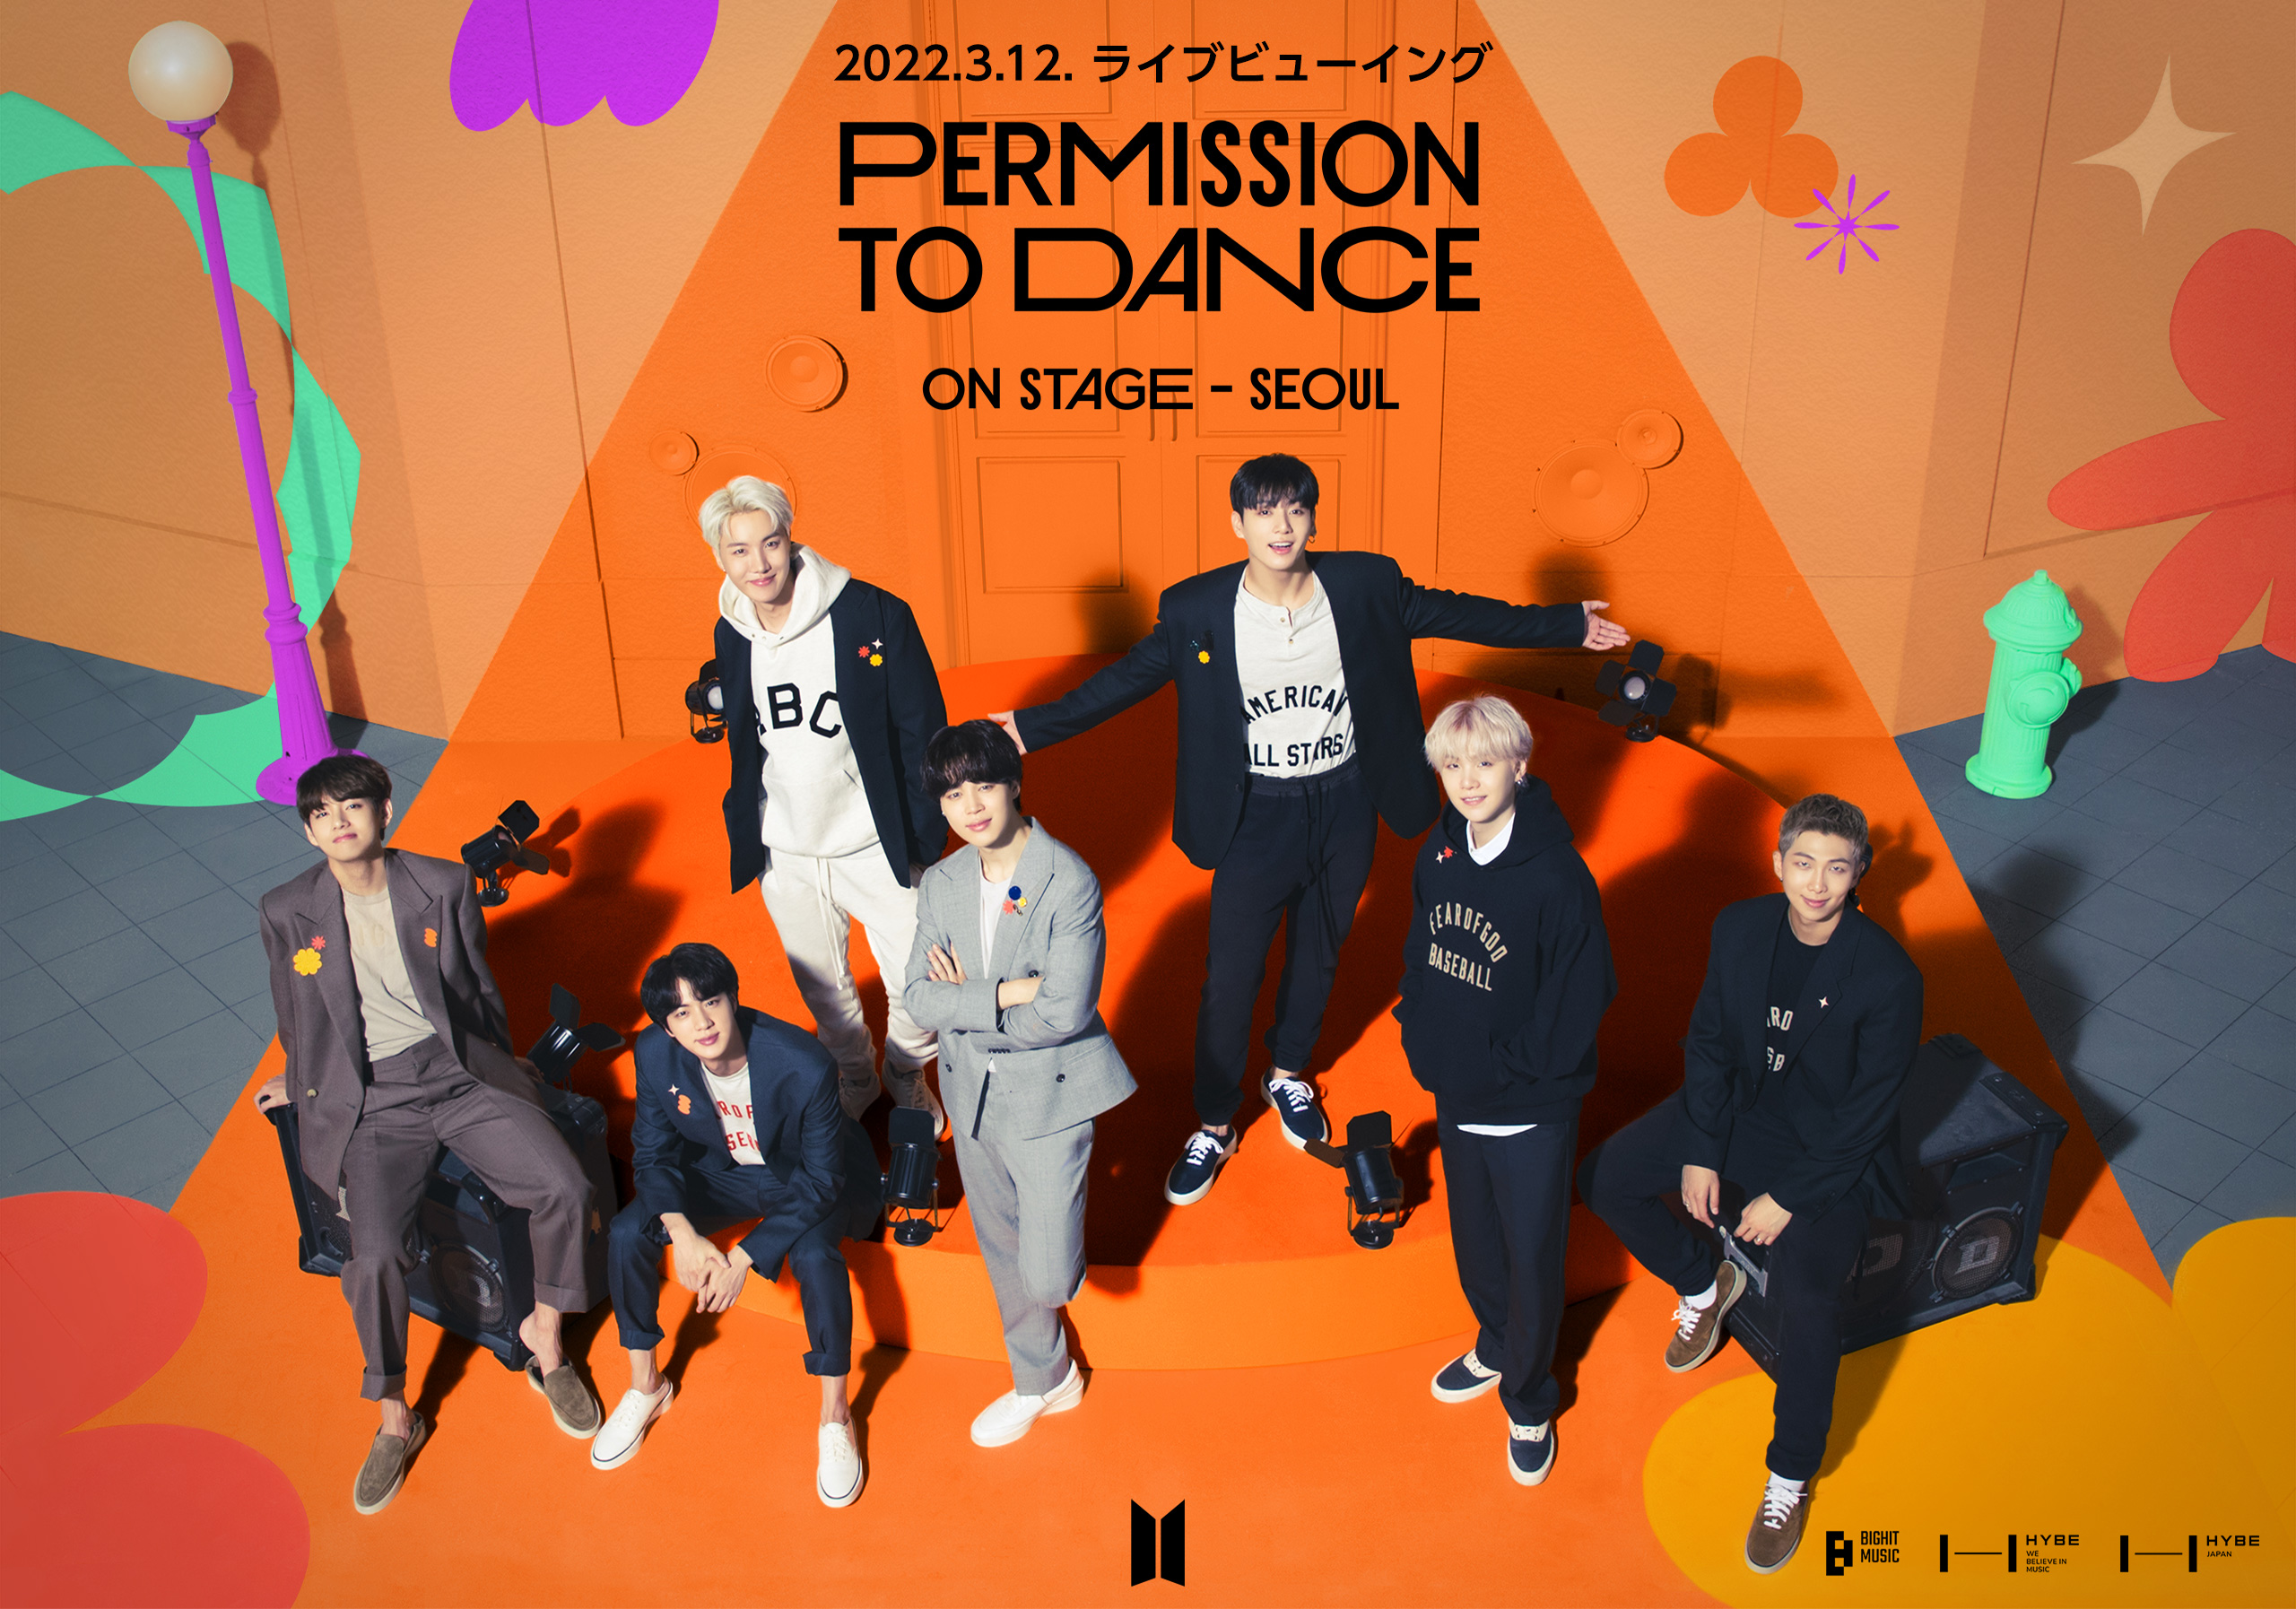 2022.3.12. ライブビューイング
PERMISSION
TO DANCE
ON STAGE - SEOUL
ABC
AMERICAN
ALL STARS
FEAROFGOD
BASEBALL
BIGHIT
MUSIC
HYBE
WE
BELIEVE IN
MUSIC
HYBE
JAPAN